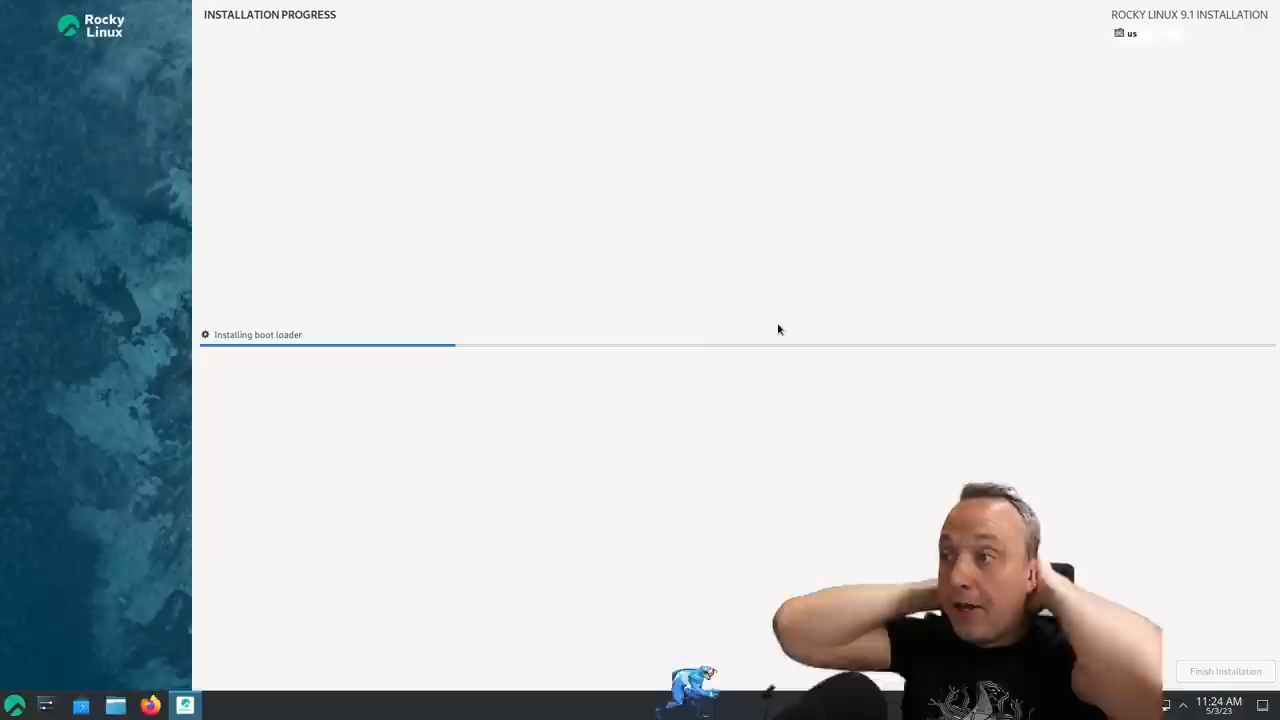 Rocky
Linux
INSTALLATION PROGRESS
ROCKY LINUX 9.1 INSTALLATION
us
Installing boot loader
Finish Installation
11:24 AM
5/3/23